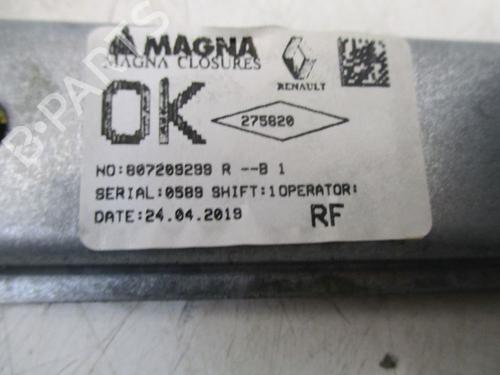 MAGNA
MAGNA CLOSURES
RENAULT
OK
275820
NO:807209299 R --B 1
SERIAL:0589 SHIFT:1OPERATOR:
DATE:24.04.2019
RF
B-PARTS